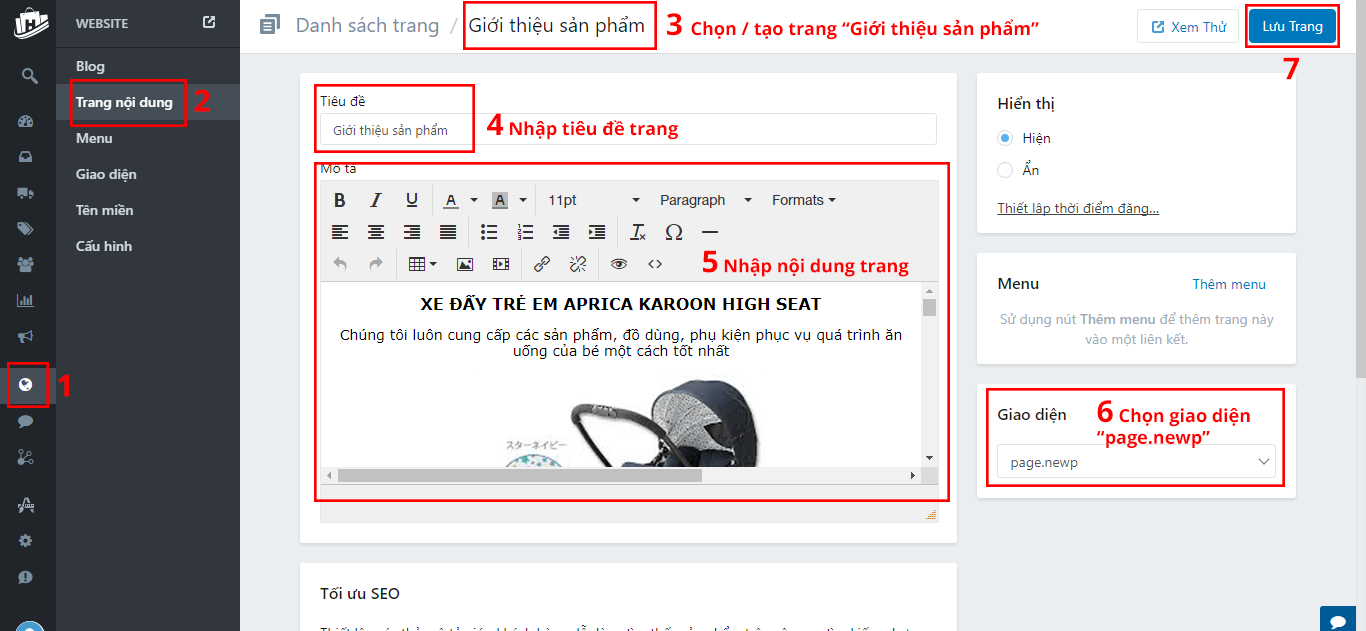 WEBSITE
Blog
Trang nội dung
2
Menu
Giao diện
Tên miền
Cấu hình
1
Danh sách trang / Giới thiệu sản phẩm
3 Chọn / tạo trang “Giới thiệu sản phẩm”
Xem Thử
Lưu Trang
7
Tiêu đề
Giới thiệu sản phẩm
4 Nhập tiêu đề trang
Mô tả
B I U A A 11pt Paragraph Formats
5 Nhập nội dung trang
XE ĐẨY TRẺ EM APRICA KAROON HIGH SEAT
Chúng tôi luôn cung cấp các sản phẩm, đồ dùng, phụ kiện phục vụ quá trình ăn
uống của bé một cách tốt nhất
スターネイビー
Tối ưu SEO
Hiển thị
Hiện
Ẩn
Thiết lập thời điểm đăng...
Menu
Thêm menu
Sử dụng nút Thêm menu để thêm trang này
vào một liên kết.
Giao diện
6 Chọn giao diện
“page.newp”
page.newp